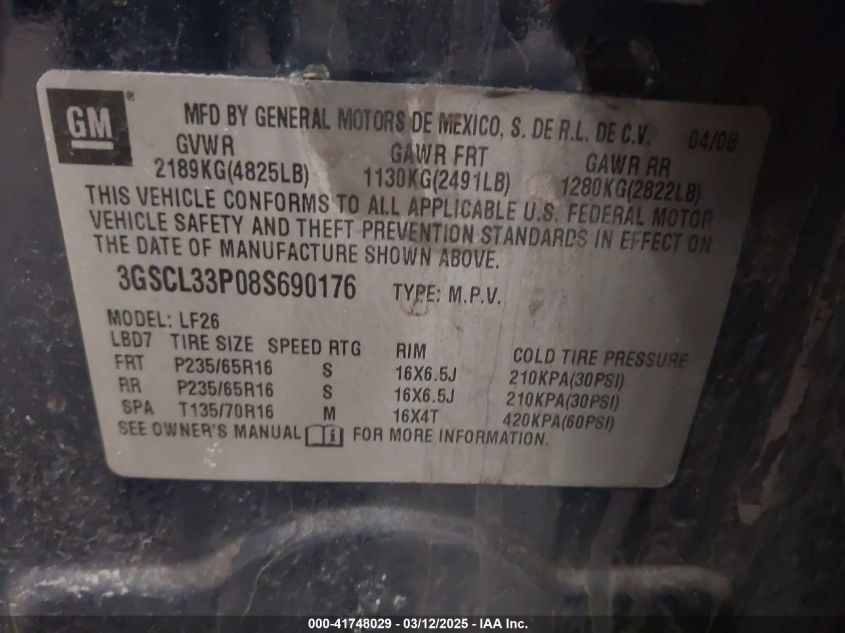 GM ® MFD BY GENERAL MOTORS DE MEXICO, S. DE R.L. DE C.V. 04/08
GVWR GAWR FRT GAWR RR
2189KG(4825LB) 1130KG(2491LB) 1280KG(2822LB)
THIS VEHICLE CONFORMS TO ALL APPLICABLE U.S. FEDERAL MOTOR
VEHICLE SAFETY AND THEFT PREVENTION STANDARDS IN EFFECT ON
THE DATE OF MANUFACTURE SHOWN ABOVE.
3GSCL33P08S690176 TYPE: M.P.V.
MODEL: LF26
LBD7 TIRE SIZE SPEED RTG RIM COLD TIRE PRESSURE
FRT P235/65R16 S 16X6.5J 210KPA(30PSI)
RR P235/65R16 S 16X6.5J 210KPA(30PSI)
SPA T135/70R16 M 16X4T 420KPA(60PSI)
SEE OWNER'S MANUAL i FOR MORE INFORMATION.
000-41748029 - 03/12/2025 - IAA Inc.